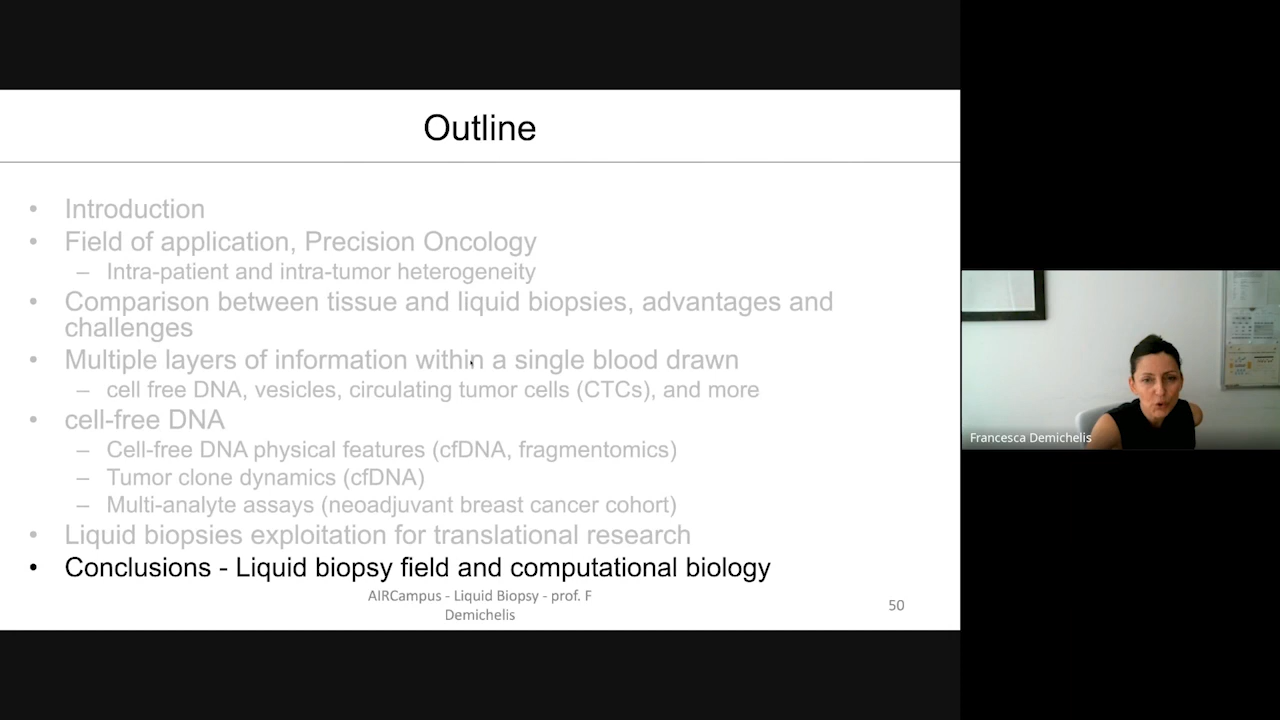 Outline
• Introduction
• Field of application, Precision Oncology
– Intra-patient and intra-tumor heterogeneity
• Comparison between tissue and liquid biopsies, advantages and
challenges
• Multiple layers of information within a single blood drawn
– cell free DNA, vesicles, circulating tumor cells (CTCs), and more
• cell-free DNA
– Cell-free DNA physical features (cfDNA, fragmentomics)
– Tumor clone dynamics (cfDNA)
– Multi-analyte assays (neoadjuvant breast cancer cohort)
• Liquid biopsies exploitation for translational research
• Conclusions - Liquid biopsy field and computational biology
AIRCampus - Liquid Biopsy - prof. F
Demichelis
50
Francesca Demichelis